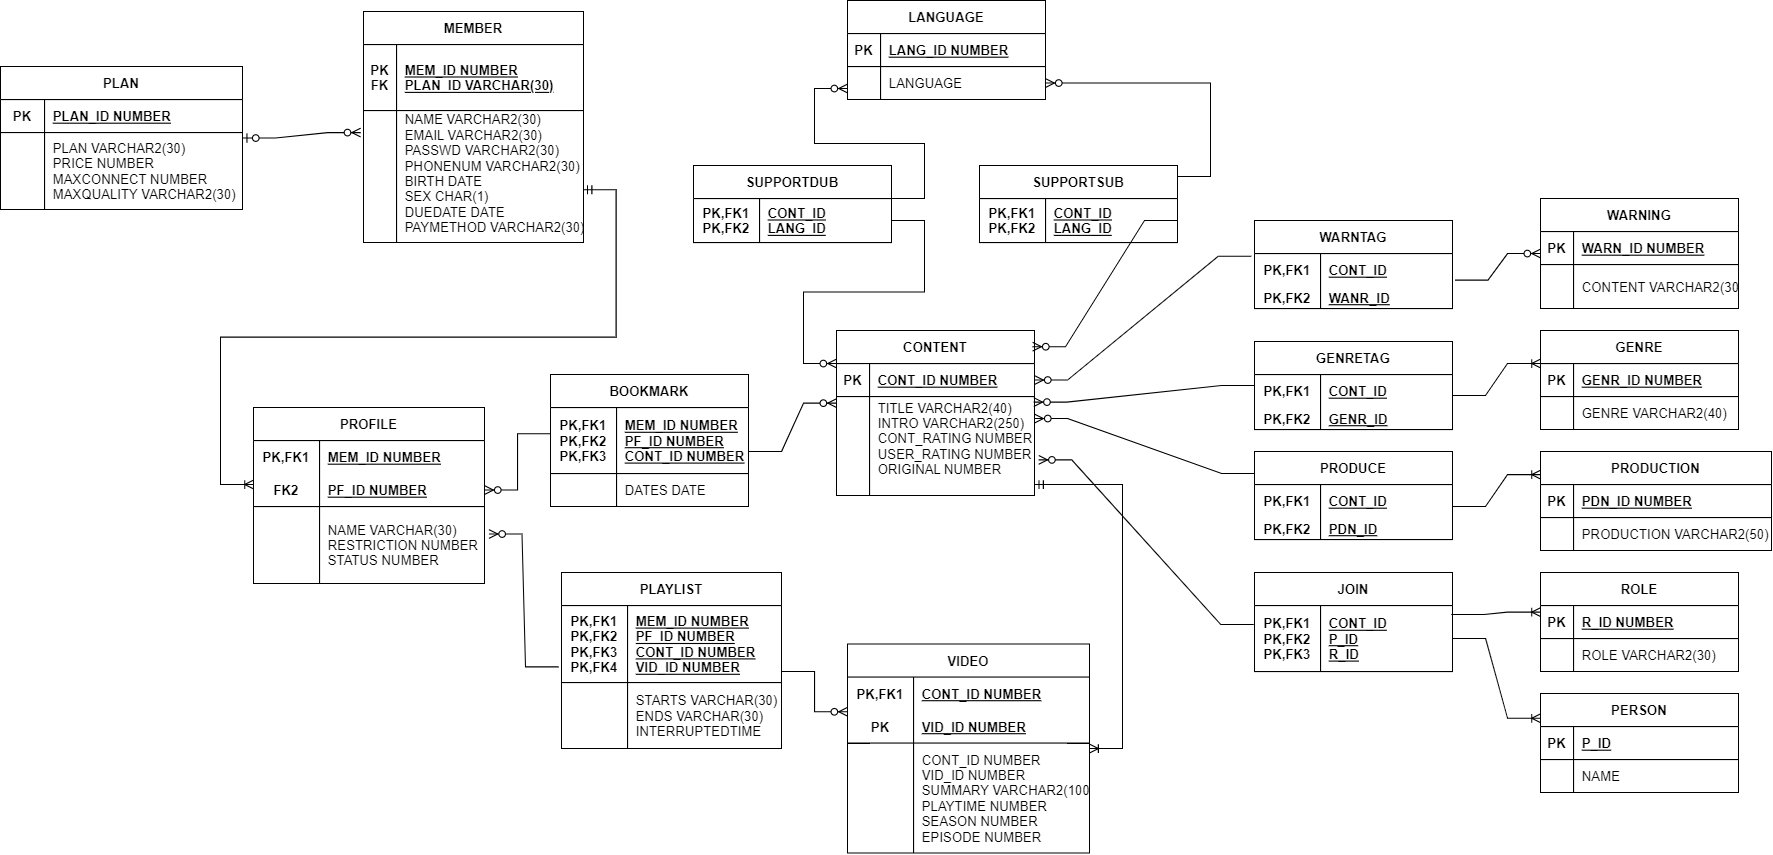 PLAN
PK PLAN_ID NUMBER
PLAN VARCHAR2(30)
PRICE NUMBER
MAXCONNECT NUMBER
MAXQUALITY VARCHAR2(30)
MEMBER
PK MEM_ID NUMBER
FK PLAN_ID VARCHAR(30)
NAME VARCHAR2(30)
EMAIL VARCHAR2(30)
PASSWD VARCHAR2(30)
PHONENUM VARCHAR2(30)
BIRTH DATE
SEX CHAR(1)
DUEDATE DATE
PAYMETHOD VARCHAR2(30)
LANGUAGE
PK LANG_ID NUMBER
LANGUAGE
SUPPORTDUB
PK,FK1 CONT_ID
PK,FK2 LANG_ID
SUPPORTSUB
PK,FK1 CONT_ID
PK,FK2 LANG_ID
WARNTAG
PK,FK1 CONT_ID
PK,FK2 WANR_ID
WARNING
PK WARN_ID NUMBER
CONTENT VARCHAR2(30
CONTENT
PK CONT_ID NUMBER
TITLE VARCHAR2(40)
INTRO VARCHAR2(250)
CONT_RATING NUMBER
USER_RATING NUMBER
ORIGINAL NUMBER
GENRETAG
PK,FK1 CONT_ID
PK,FK2 GENR_ID
GENRE
PK GENR_ID NUMBER
GENRE VARCHAR2(40)
PROFILE
PK,FK1 MEM_ID NUMBER
FK2 PF_ID NUMBER
NAME VARCHAR(30)
RESTRICTION NUMBER
STATUS NUMBER
BOOKMARK
PK,FK1 MEM_ID NUMBER
PK,FK2 PF_ID NUMBER
PK,FK3 CONT_ID NUMBER
DATES DATE
PRODUCE
PK,FK1 CONT_ID
PK,FK2 PDN_ID
PRODUCTION
PK PDN_ID NUMBER
PRODUCTION VARCHAR2(50)
PLAYLIST
PK,FK1 MEM_ID NUMBER
PK,FK2 PF_ID NUMBER
PK,FK3 CONT_ID NUMBER
PK,FK4 VID_ID NUMBER
STARTS VARCHAR(30)
ENDS VARCHAR(30)
INTERRUPTEDTIME
VIDEO
PK,FK1 CONT_ID NUMBER
PK VID_ID NUMBER
CONT_ID NUMBER
VID_ID NUMBER
SUMMARY VARCHAR2(100
PLAYTIME NUMBER
SEASON NUMBER
EPISODE NUMBER
JOIN
PK,FK1 CONT_ID
PK,FK2 P_ID
PK,FK3 R_ID
ROLE
PK R_ID NUMBER
ROLE VARCHAR2(30)
PERSON
PK P_ID
NAME